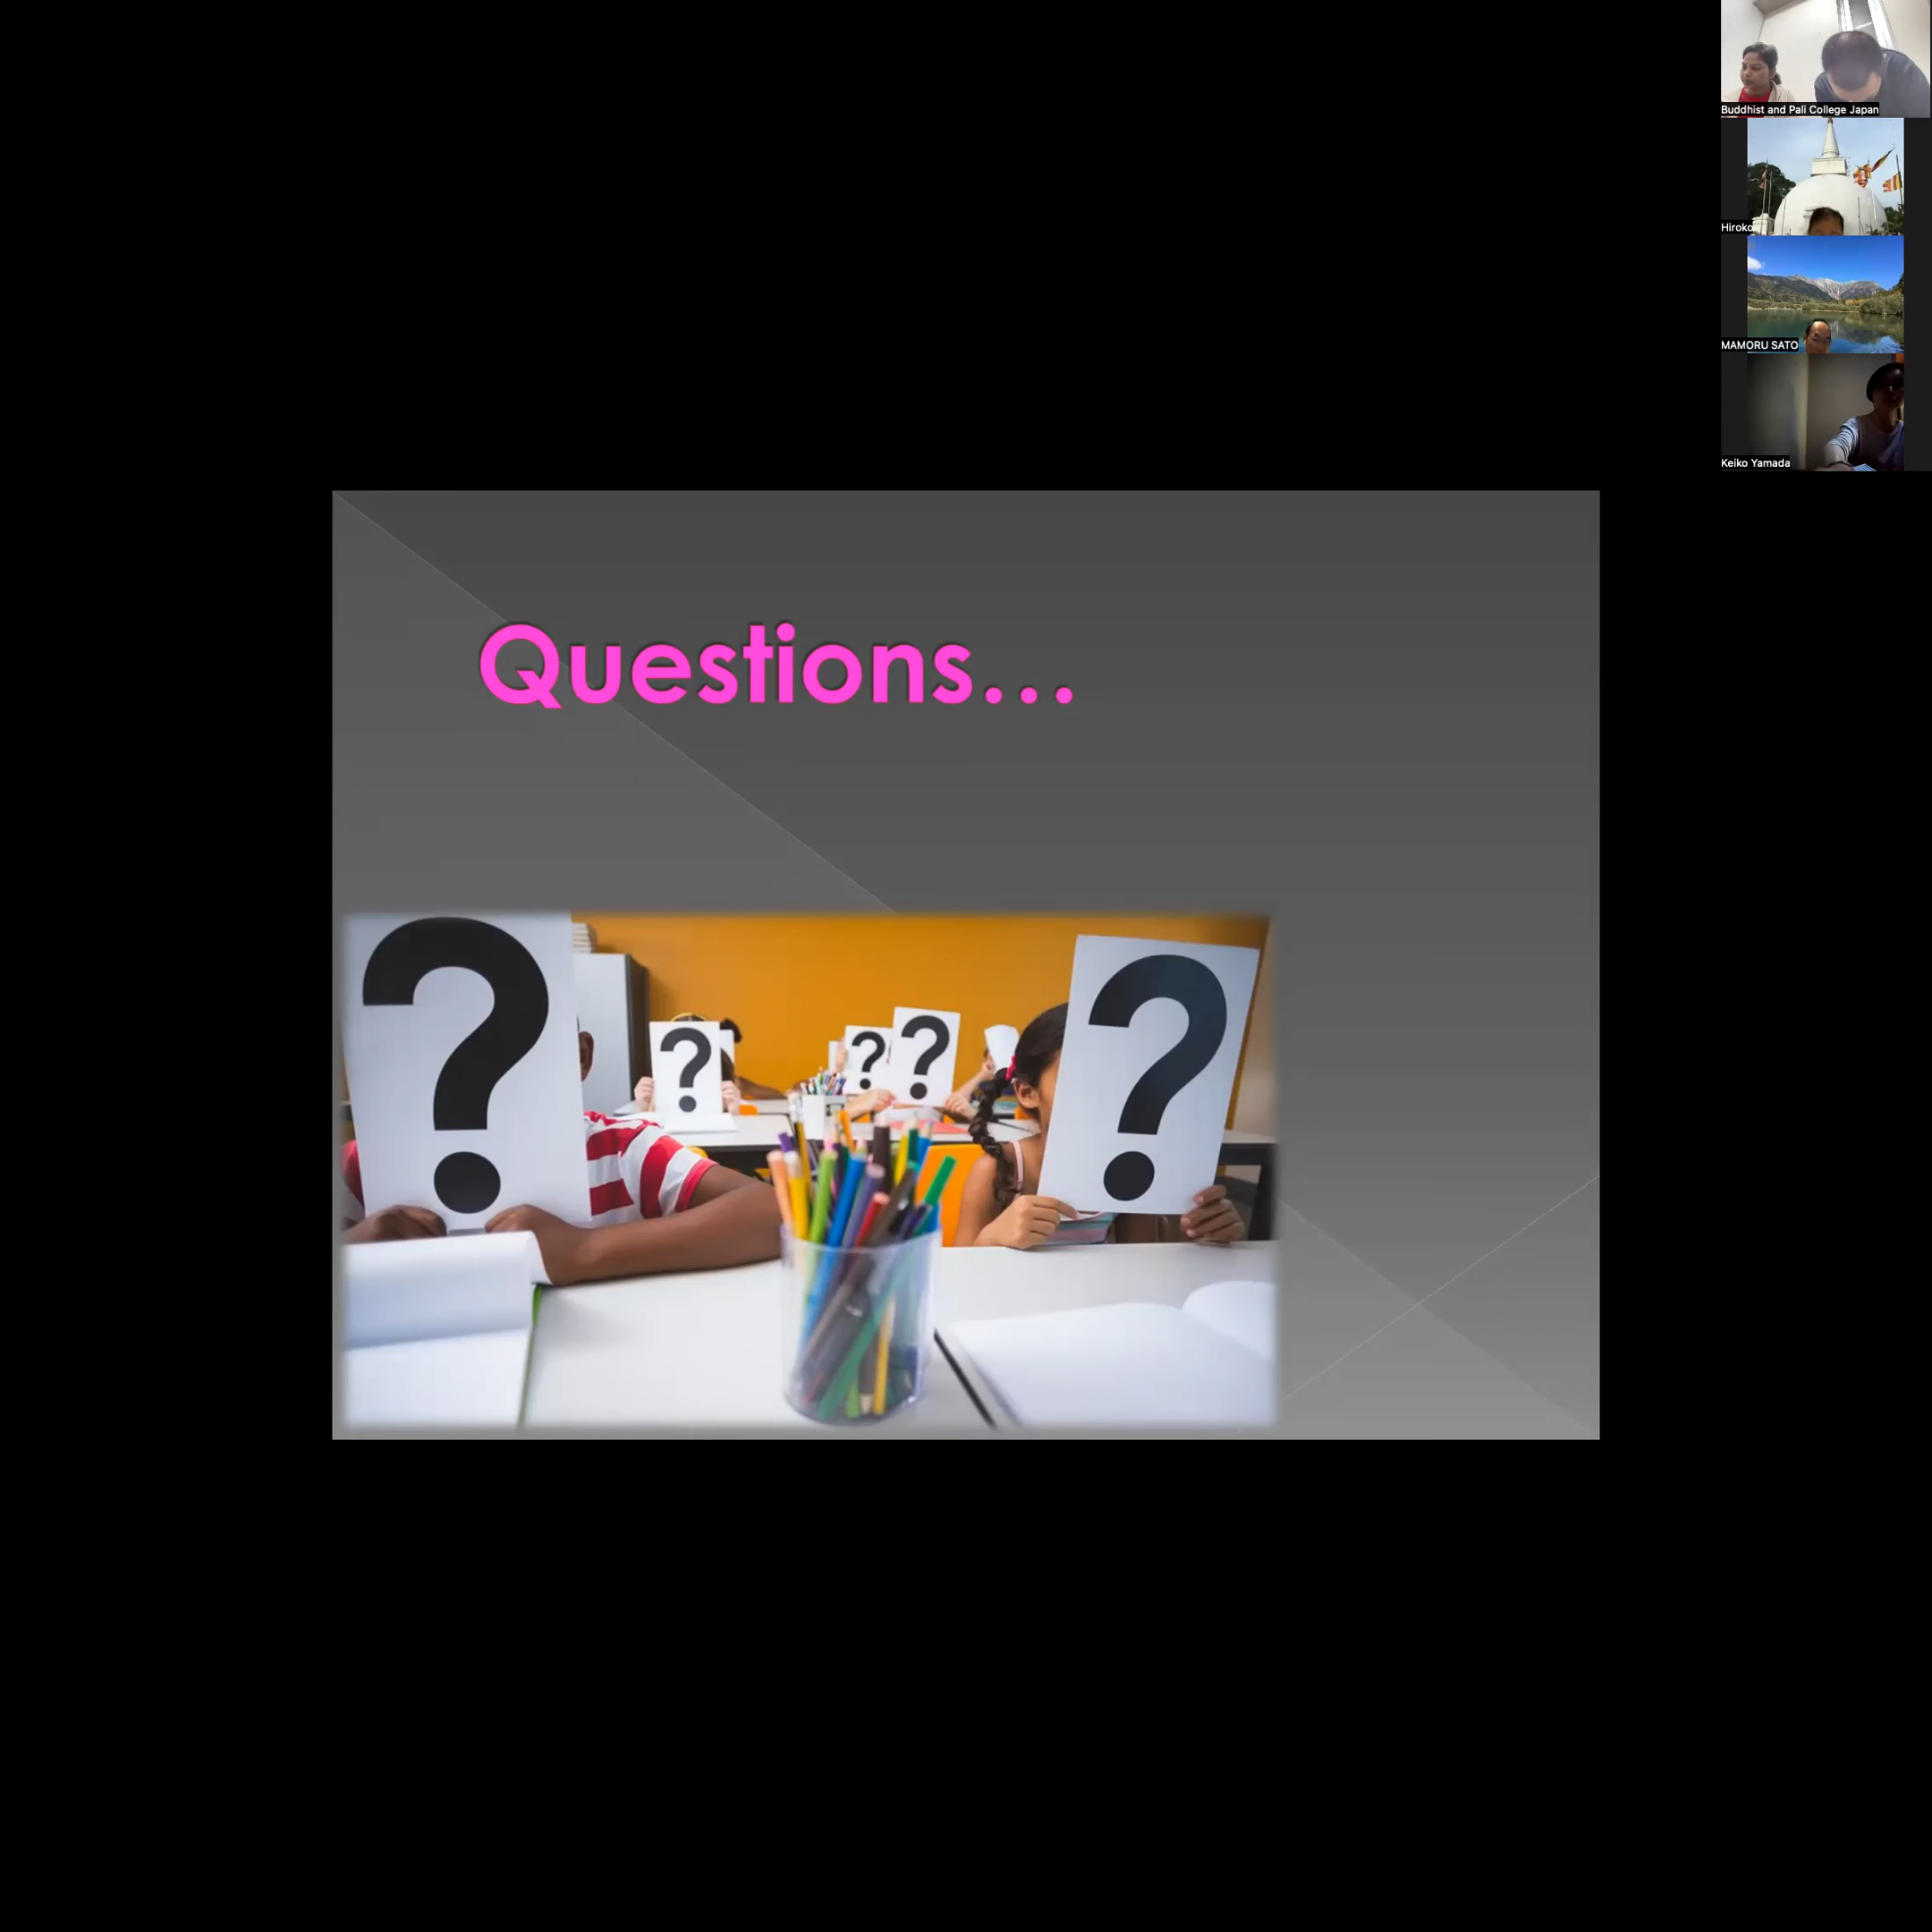 Buddhist and Pali College Japan
Hiroko
MAMORU SATO
Keiko Yamada
Questions...
?
?
?
?
?